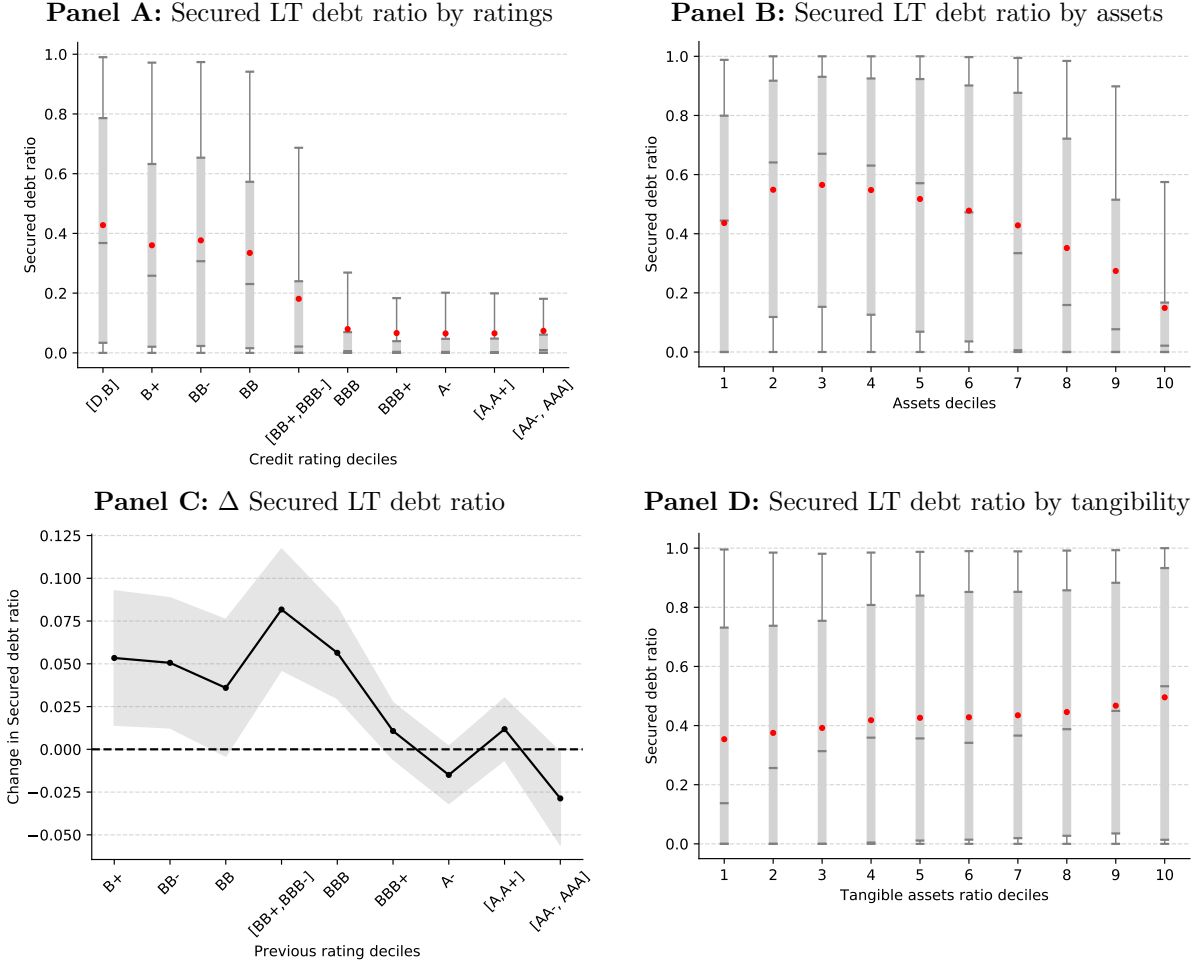 Panel A: Secured LT debt ratio by ratings
1.0
0.8
0.6
0.4
0.2
0.0
Secured debt ratio
[D,B]
B+
BB-
BB
[BB+,BBB-]
BBB
BBB+
A-
[A,A+]
[AA-, AAA]
Credit rating deciles
Panel B: Secured LT debt ratio by assets
1.0
0.8
0.6
0.4
0.2
0.0
Secured debt ratio
1 2 3 4 5 6 7 8 9 10
Assets deciles
Panel C: Δ Secured LT debt ratio
0.125
0.100
0.075
0.050
0.025
0.000
−0.025
−0.050
Change in Secured debt ratio
B+
BB-
BB
[BB+,BBB-]
BBB
BBB+
A-
[A,A+]
[AA-, AAA]
Previous rating deciles
Panel D: Secured LT debt ratio by tangibility
1.0
0.8
0.6
0.4
0.2
0.0
Secured debt ratio
1 2 3 4 5 6 7 8 9 10
Tangible assets ratio deciles